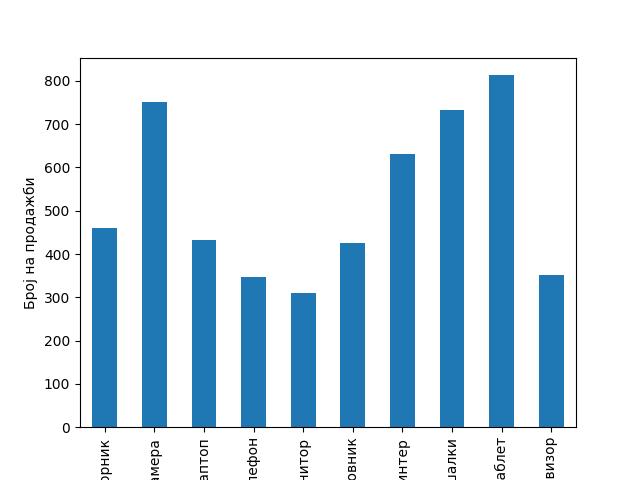 Број на продажби
800
700
600
500
400
300
200
100
0
орник
амера
аптоп
лефон
нитор
овник
интер
шалки
аблет
визор